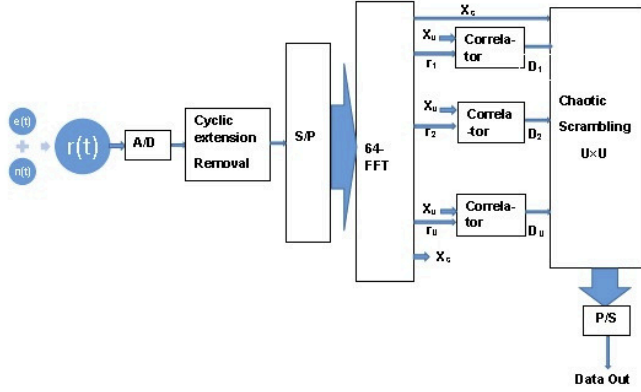 e(t)
+
n(t)
r(t)
A/D
Cyclic
extension
Removal
S/P
64-
FFT
Xc
Xu
r1
Correla-
tor
D1
Xu
r2
Correla
-tor
D2
Xu
ru
Correla-
tor
Du
Xc
Chaotic
Scrambling
U×U
P/S
Data Out